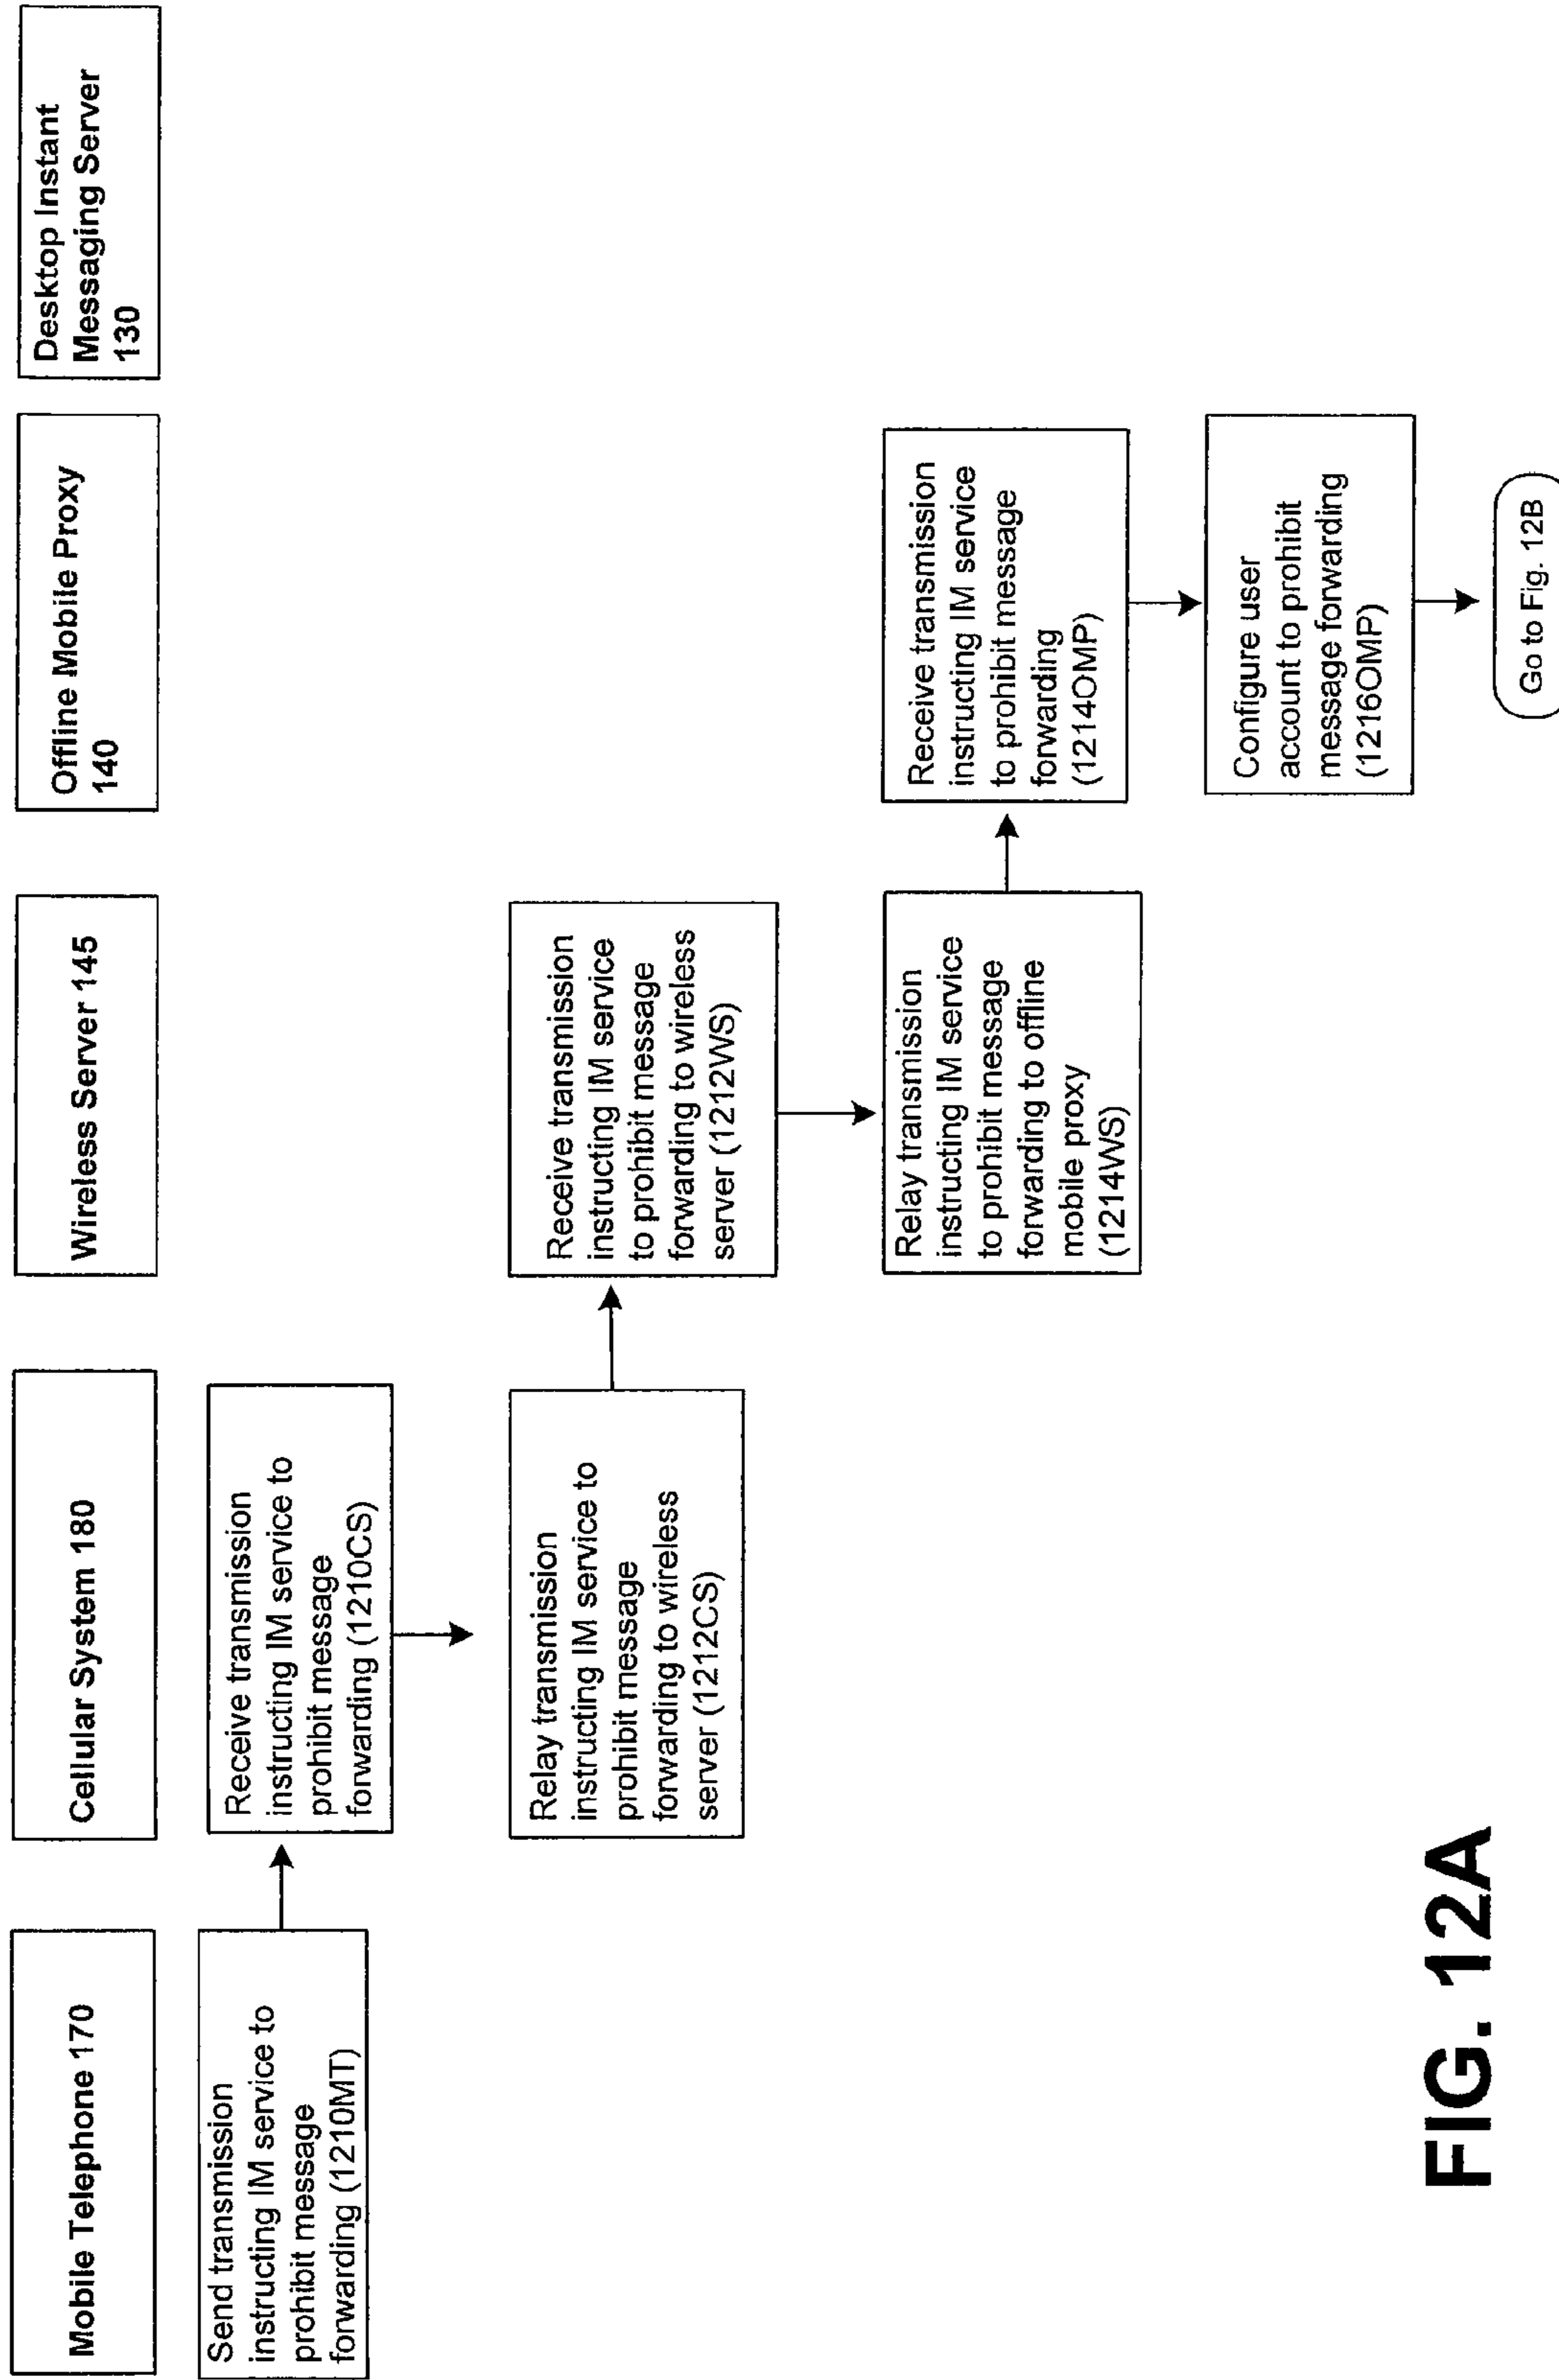 Mobile Telephone 170
Cellular System 180
Wireless Server 145
Offline Mobile Proxy
140
Desktop Instant
Messaging Server
130
Send transmission
instructing IM service to
prohibit message
forwarding (1210MT)
Receive transmission
instructing IM service to
prohibit message
forwarding (1210CS)
Relay transmission
instructing IM service to
prohibit message
forwarding to wireless
server (1212CS)
Receive transmission
instructing IM service
to prohibit message
forwarding to wireless
server (1212WS)
Relay transmission
instructing IM service
to prohibit message
forwarding to offline
mobile proxy
(1214WS)
Receive transmission
instructing IM service
to prohibit message
forwarding
(1214OMP)
Configure user
account to prohibit
message forwarding
(1216OMP)
Go to Fig. 12B
FIG. 12A